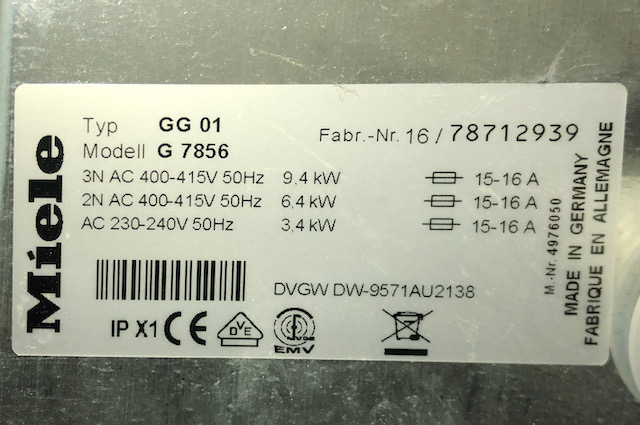 Miele
Typ GG 01
Modell G 7856
Fabr.-Nr. 16 / 78712939
3N AC 400-415V 50Hz 9,4 kW 15-16 A
2N AC 400-415V 50Hz 6,4 kW 15-16 A
AC 230-240V 50Hz 3,4 kW 15-16 A
DVGW DW-9571AU2138
IP X1 CE DVE EMV
M.-Nr. 4976050
MADE IN GERMANY
FABRIQUE EN ALLEMAGNE